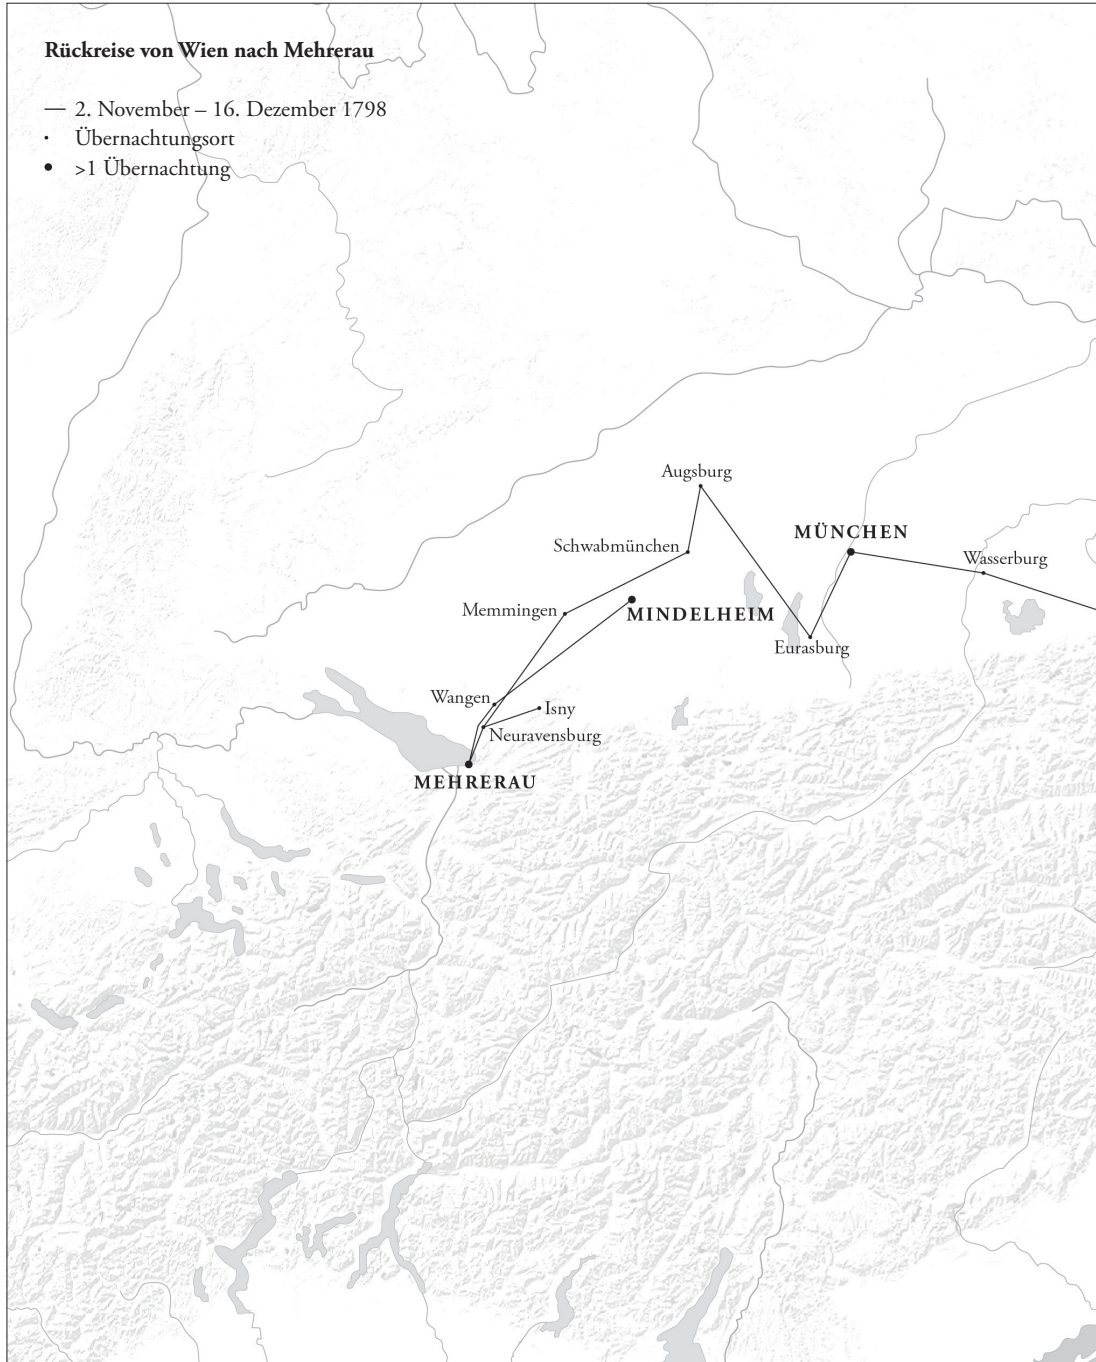 Rückreise von Wien nach Mehrerau
— 2. November – 16. Dezember 1798
· Übernachtungsort
• >1 Übernachtung
Augsburg
MÜNCHEN
Schwabmünchen
Wasserburg
Memmingen
MINDELHEIM
Eurasburg
Wangen
Isny
Neuravensburg
MEHRERAU